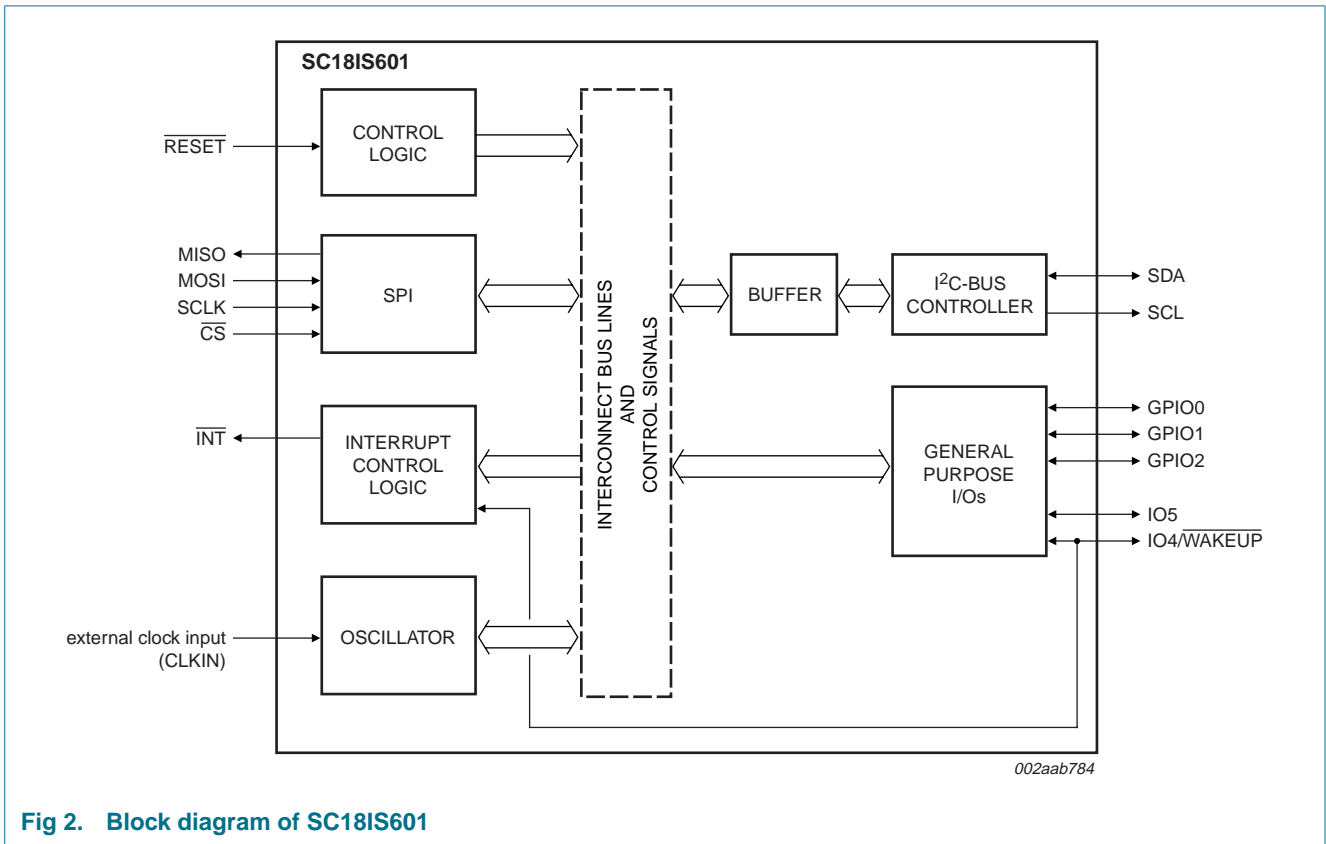 SC18IS601
RESET
CONTROL
LOGIC
MISO
MOSI
SCLK
CS
SPI
INT
INTERRUPT
CONTROL
LOGIC
external clock input
(CLKIN)
OSCILLATOR
INTERCONNECT BUS LINES
AND
CONTROL SIGNALS
BUFFER
I²C-BUS
CONTROLLER
SDA
SCL
GENERAL
PURPOSE
I/Os
GPIO0
GPIO1
GPIO2
IO5
IO4/WAKEUP
002aab784
Fig 2. Block diagram of SC18IS601